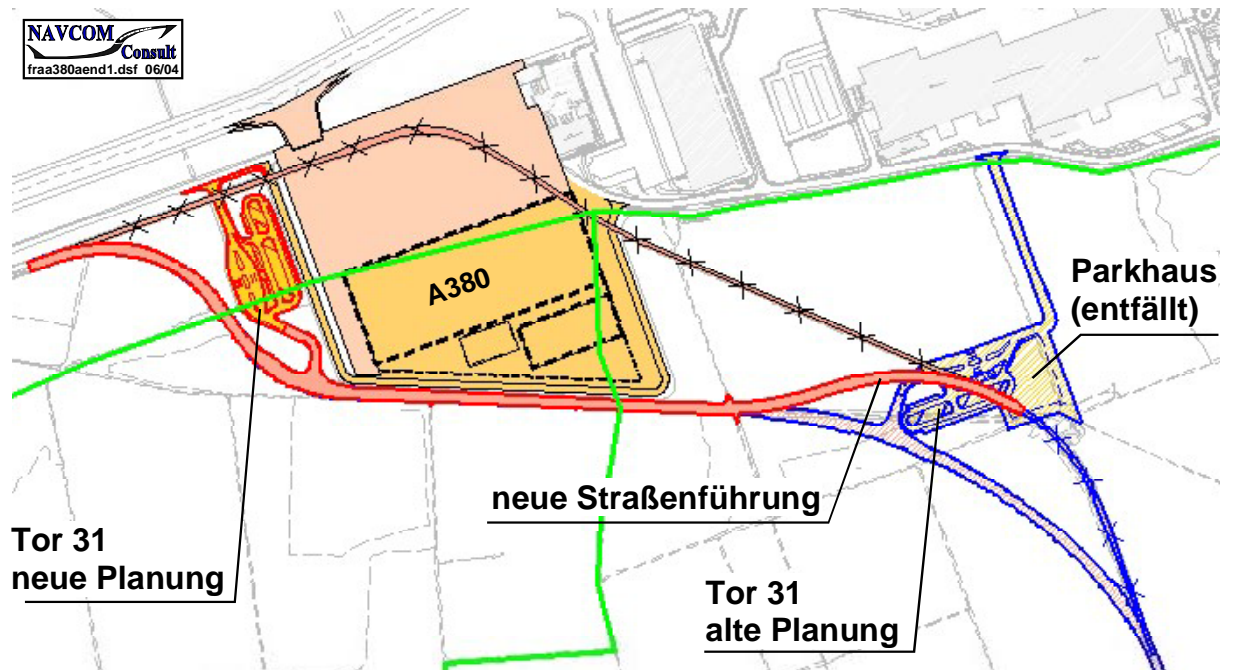 NAVCOM
Consult
fraa380aend1.dsf 06/04
A380
Parkhaus
(entfällt)
neue Straßenführung
Tor 31
neue Planung
Tor 31
alte Planung